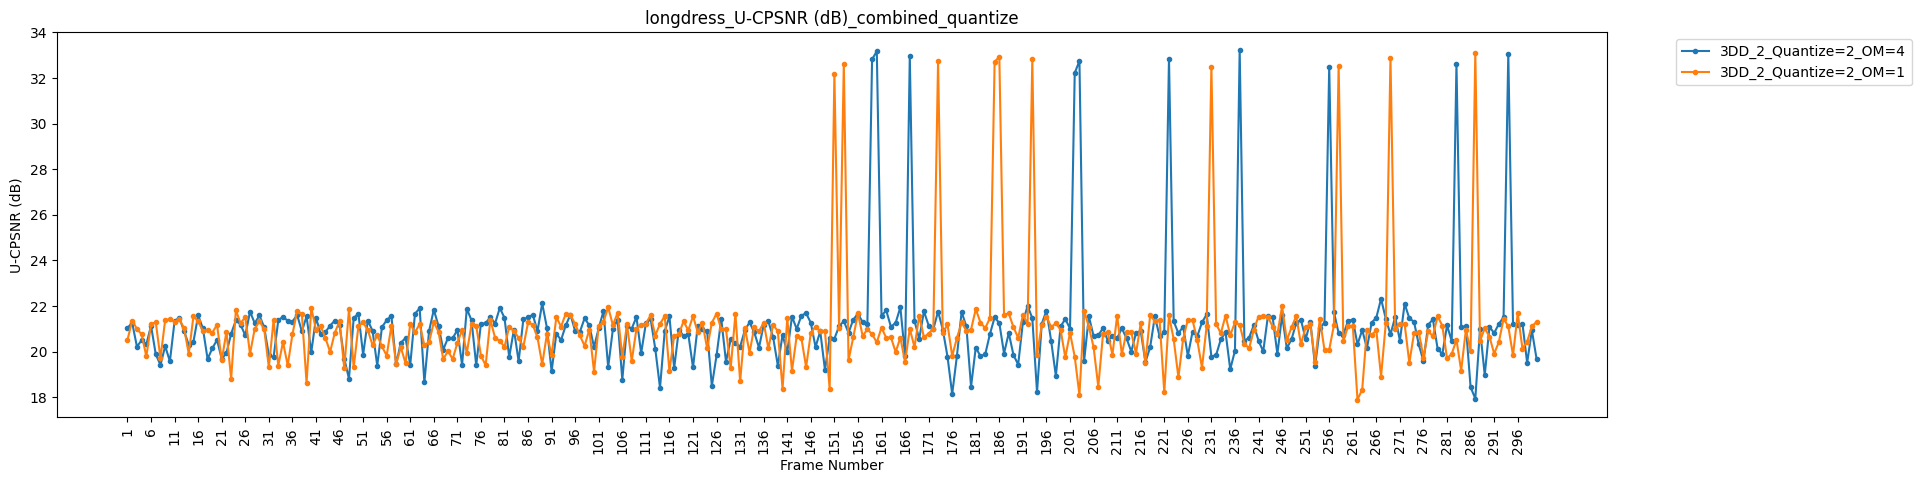 longdress_U-CPSNR (dB)_combined_quantize
3DD_2_Quantize=2_OM=4
3DD_2_Quantize=2_OM=1
U-CPSNR (dB)
34
32
30
28
26
24
22
20
18
1 6 11 16 21 26 31 36 41 46 51 56 61 66 71 76 81 86 91 96 101 106 111 116 121 126 131 136 141 146 151 156 161 166 171 176 181 186 191 196 201 206 211 216 221 226 231 236 241 246 251 256 261 266 271 276 281 286 291 296
Frame Number